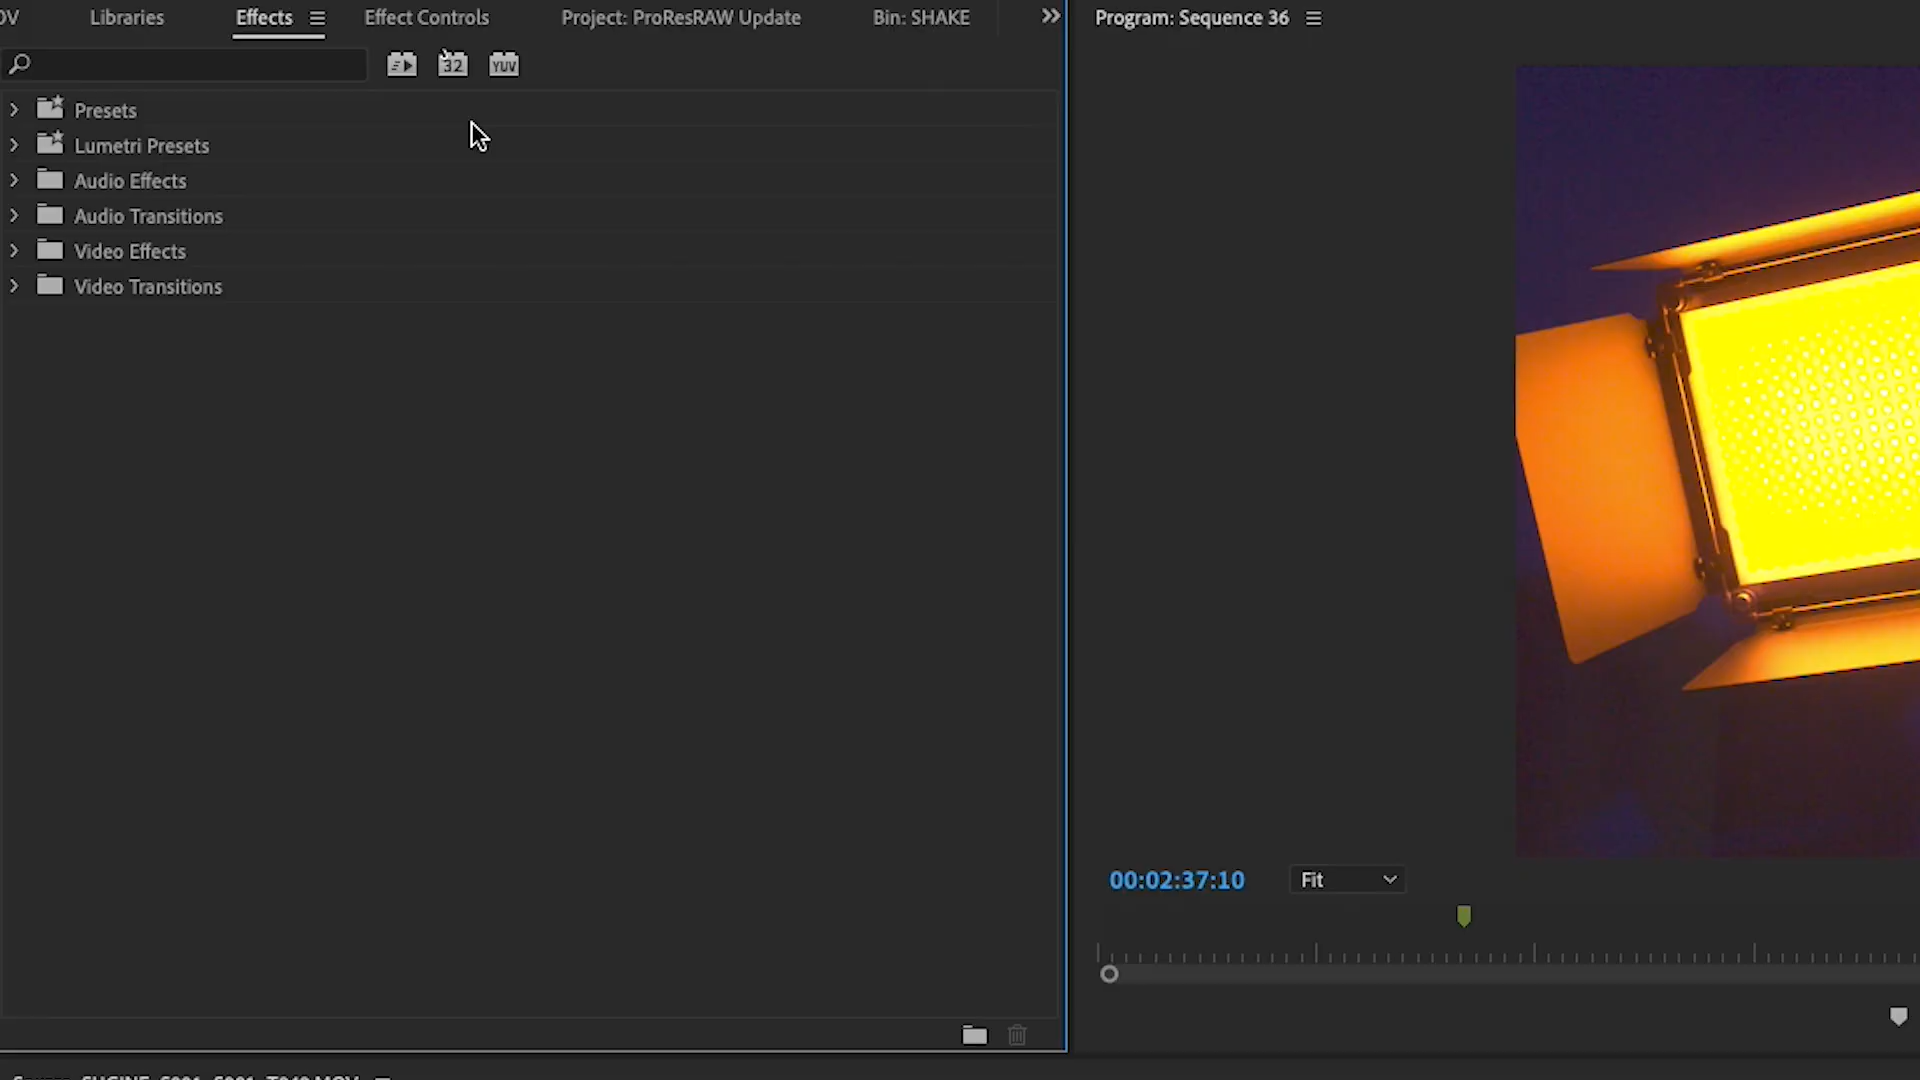 OV
Libraries
Effects
Effect Controls
Project: ProResRAW Update
Bin: SHAKE
Program: Sequence 36
32
YUV
Presets
Lumetri Presets
Audio Effects
Audio Transitions
Video Effects
Video Transitions
00:02:37:10
Fit